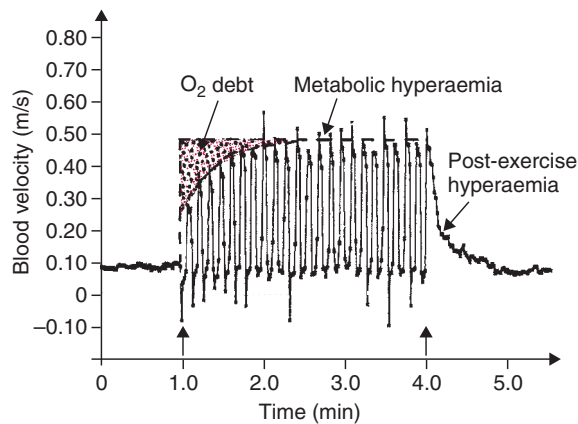 0.80
0.70
0.60
0.50
0.40
0.30
0.20
0.10
0
−0.10
Blood velocity (m/s)
O₂ debt
Metabolic hyperaemia
Post-exercise
hyperaemia
0 1.0 2.0 3.0 4.0 5.0
Time (min)